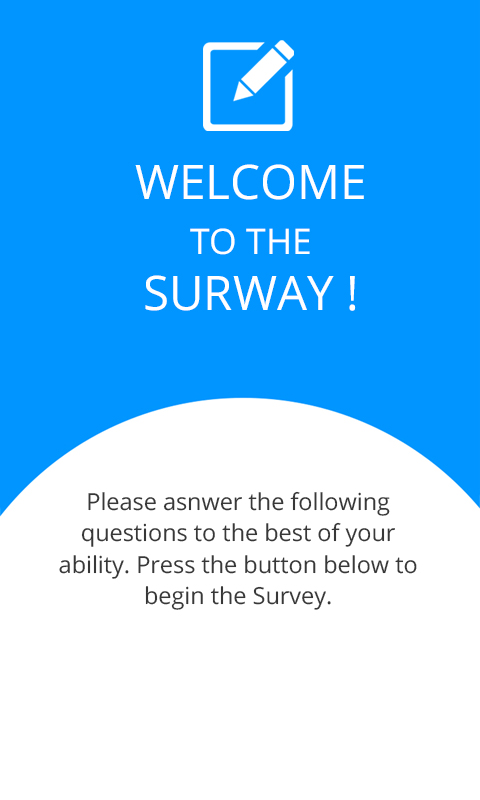 WELCOME
TO THE
SURWAY !
Please asnwer the following
questions to the best of your
ability. Press the button below to
begin the Survey.